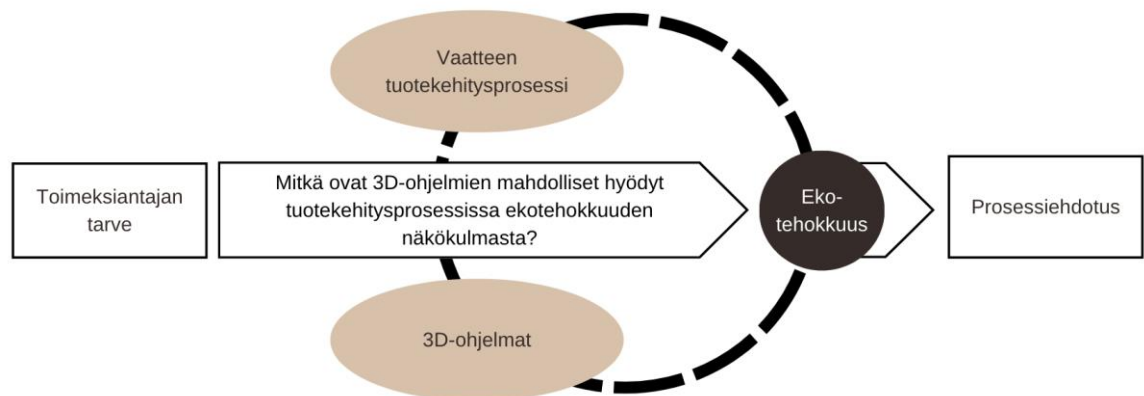 Vaatteen
tuotekehitysprosessi
Toimeksiantajan
tarve
Mitkä ovat 3D-ohjelmien mahdolliset hyödyt
tuotekehitysprosessissa ekotehokkuuden
näkökulmasta?
Eko-
tehokkuus
Prosessiehdotus
3D-ohjelmat